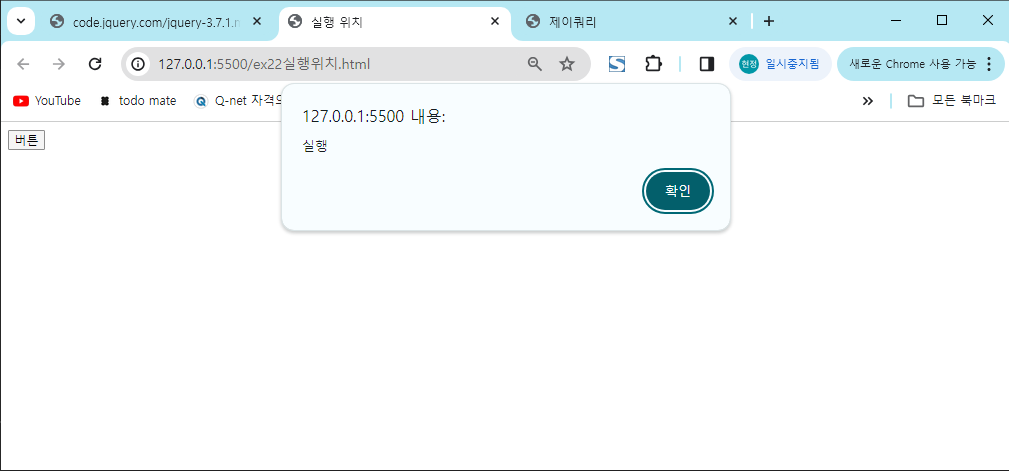 code.jquery.com/jquery-3.7.1.m
실행 위치
제이쿼리
127.0.0.1:5500/ex22실행위치.html
현정
일시중지됨
새로운 Chrome 사용 가능
YouTube
todo mate
Q-net 자격으
모든 북마크
버튼
127.0.0.1:5500 내용:
실행
확인